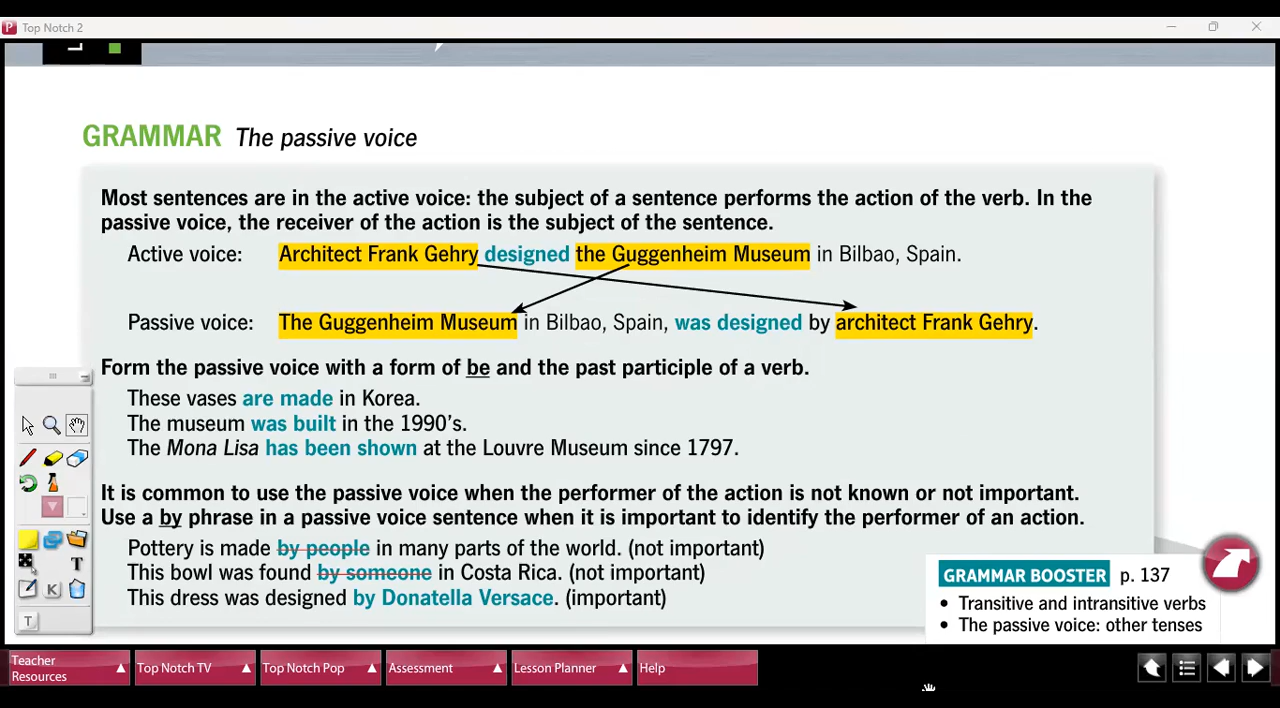 Top Notch 2
GRAMMAR The passive voice
Most sentences are in the active voice: the subject of a sentence performs the action of the verb. In the
passive voice, the receiver of the action is the subject of the sentence.
Active voice: Architect Frank Gehry designed the Guggenheim Museum in Bilbao, Spain.
Passive voice: The Guggenheim Museum in Bilbao, Spain, was designed by architect Frank Gehry.
Form the passive voice with a form of be and the past participle of a verb.
These vases are made in Korea.
The museum was built in the 1990's.
The Mona Lisa has been shown at the Louvre Museum since 1797.
It is common to use the passive voice when the performer of the action is not known or not important.
Use a by phrase in a passive voice sentence when it is important to identify the performer of an action.
Pottery is made by people in many parts of the world. (not important)
This bowl was found by someone in Costa Rica. (not important)
This dress was designed by Donatella Versace. (important)
GRAMMAR BOOSTER p. 137
• Transitive and intransitive verbs
• The passive voice: other tenses
T
K
T
Teacher
Resources
Top Notch TV
Top Notch Pop
Assessment
Lesson Planner
Help